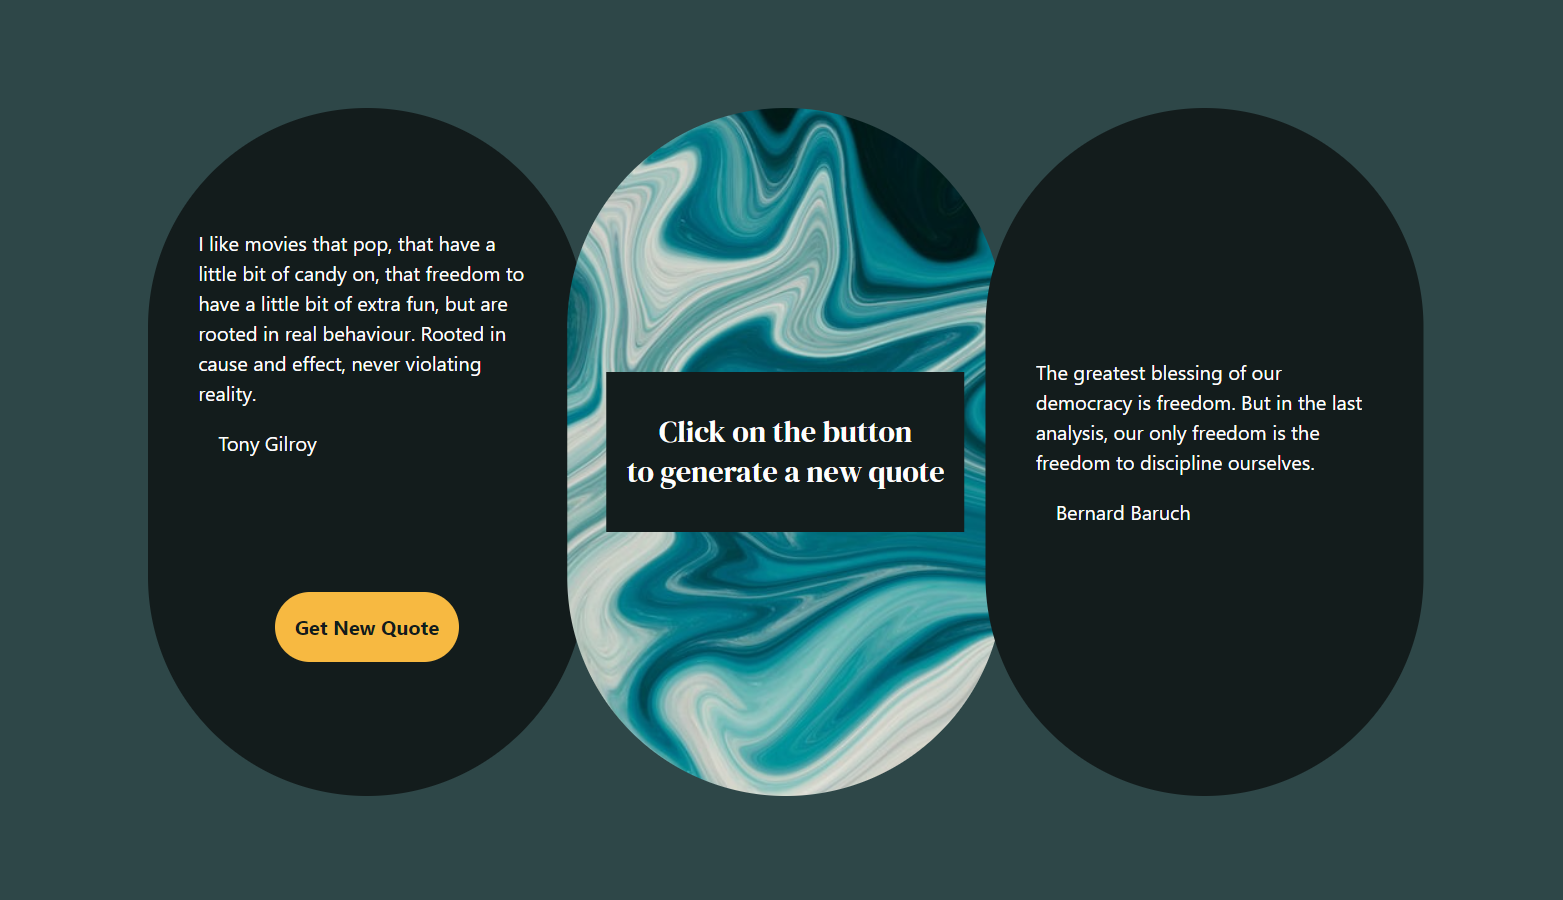 I like movies that pop, that have a
little bit of candy on, that freedom to
have a little bit of extra fun, but are
rooted in real behaviour. Rooted in
cause and effect, never violating
reality.
Tony Gilroy
Get New Quote
Click on the button
to generate a new quote
The greatest blessing of our
democracy is freedom. But in the last
analysis, our only freedom is the
freedom to discipline ourselves.
Bernard Baruch